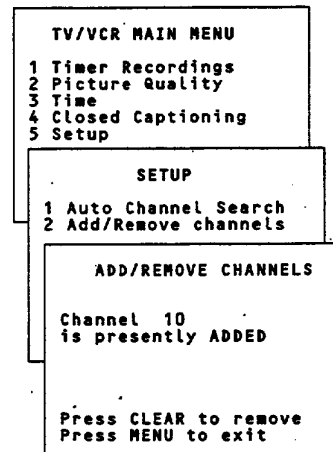 TV/VCR MAIN MENU
1 Timer Recordings
2 Picture Quality
3 Time
4 Closed Captioning
5 Setup
SETUP
1 Auto Channel Search
2 Add/Remove channels
ADD/REMOVE CHANNELS
Channel 10
is presently ADDED
Press CLEAR to remove
Press MENU to exit